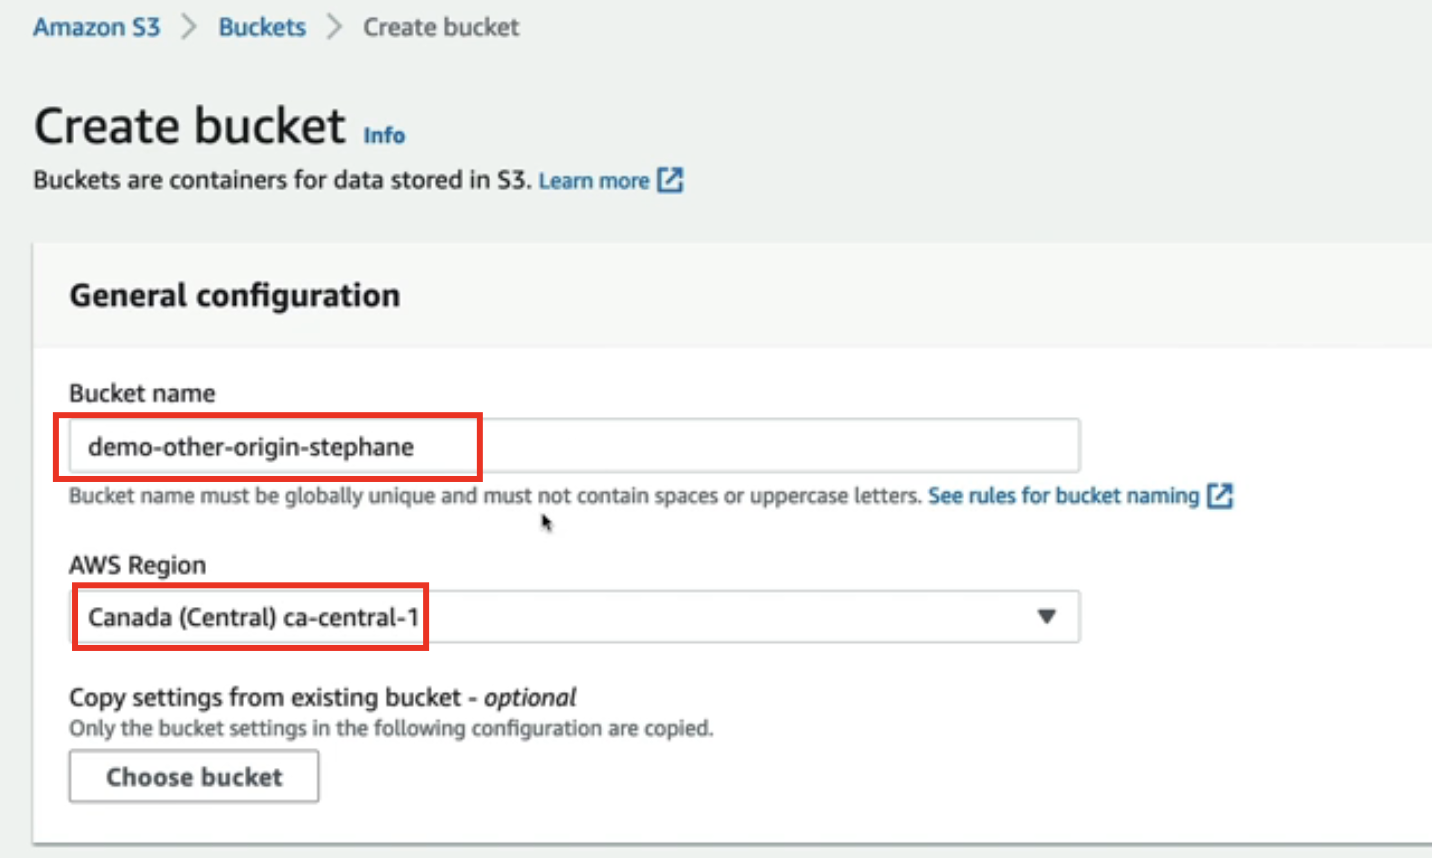 Amazon S3 > Buckets > Create bucket
Create bucket Info
Buckets are containers for data stored in S3. Learn more
General configuration
Bucket name
demo-other-origin-stephane
Bucket name must be globally unique and must not contain spaces or uppercase letters. See rules for bucket naming
AWS Region
Canada (Central) ca-central-1
Copy settings from existing bucket - optional
Only the bucket settings in the following configuration are copied.
Choose bucket